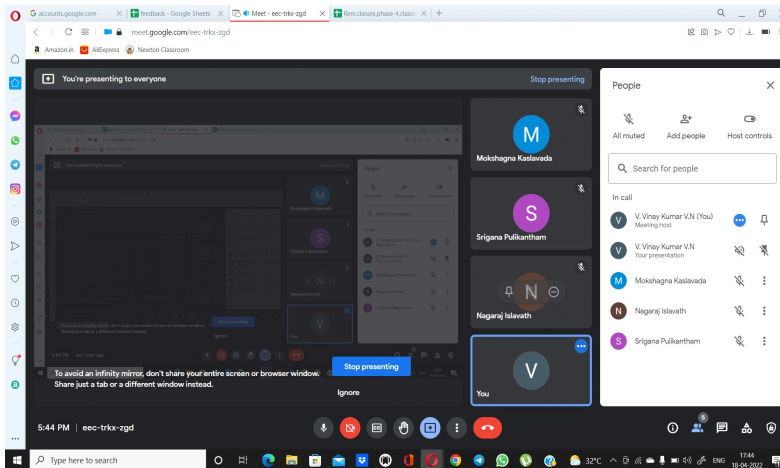 G accounts.google.com
feedback - Google Sheets
Meet - eec-trkx-zgd
Rem.classes,phase-4,classe
meet.google.com/eec-trkx-zgd
Amazon.in AliExpress Newton Classroom
You're presenting to everyone
Stop presenting
People
All muted Add people Host controls
Search for people
In call
V
V. Vinay Kumar V.N (You)
Meeting host
V
V. Vinay Kumar V.N
Your presentation
M
Mokshagna Kaslavada
N
Nagaraj Islavath
S
Srigana Pulikantham
M
Mokshagna Kaslavada
S
Srigana Pulikantham
N
Nagaraj Islavath
V
You
To avoid an infinity mirror, don't share your entire screen or browser window.
Share just a tab or a different window instead.
Stop presenting
Ignore
5:44 PM | eec-trkx-zgd
5
Type here to search
32°C
ENG
17:44
18-04-2022